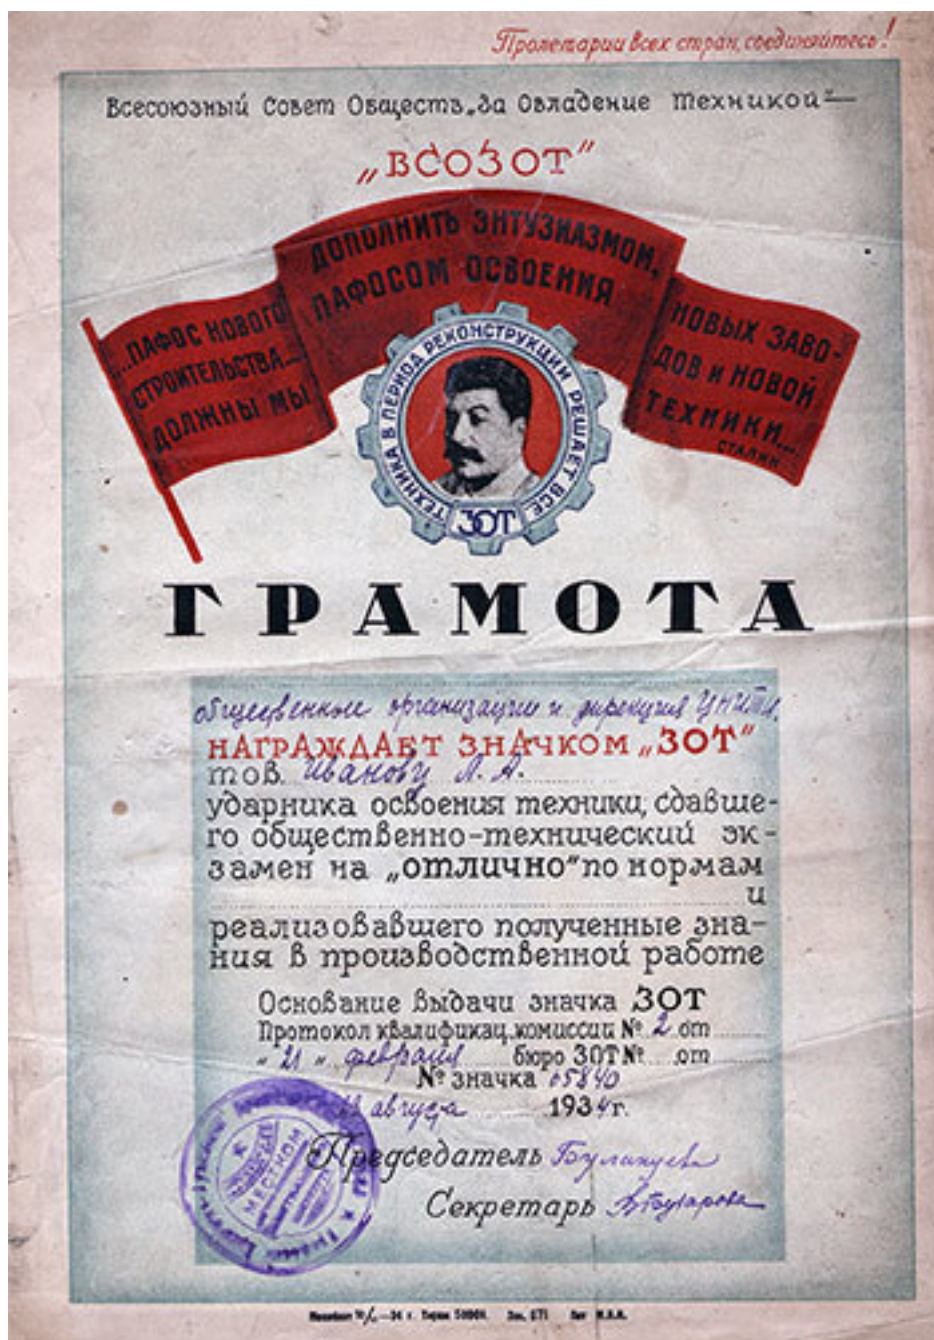 Пролетарии всех стран, соединяйтесь!
Всесоюзный Совет Обществ „За Овладение Техникой"
„ВСОЗОТ"
...ПАФОС НОВОГО
СТРОИТЕЛЬСТВА...
ДОЛЖНЫ МЫ
ДОПОЛНИТЬ ЭНТУЗИАЗМОМ,
ПАФОСОМ ОСВОЕНИЯ
НОВЫХ ЗАВО-
ДОВ И НОВОЙ
ТЕХНИКИ...
СТАЛИН
ТЕХНИКА В ПЕРИОД РЕКОНСТРУКЦИИ РЕШАЕТ ВСЕ
ЗОТ
ГРАМОТА
общественные организации и дирекция
НАГРАЖДАЕТ ЗНАЧКОМ „ЗОТ"
тов. Иванову Л. А.
ударника освоения техники, сдавше-
го общественно-технический эк-
замен на „отлично" по нормам
и
реализовавшего полученные зна-
ния в производственной работе
Основание выдачи значка ЗОТ
Протокол квалификац. комиссии № 2 от
„21„ февраля бюро ЗОТ № от
№ значка 05840
августа 1934 г.
Председатель
Секретарь
МЕСТКОМ